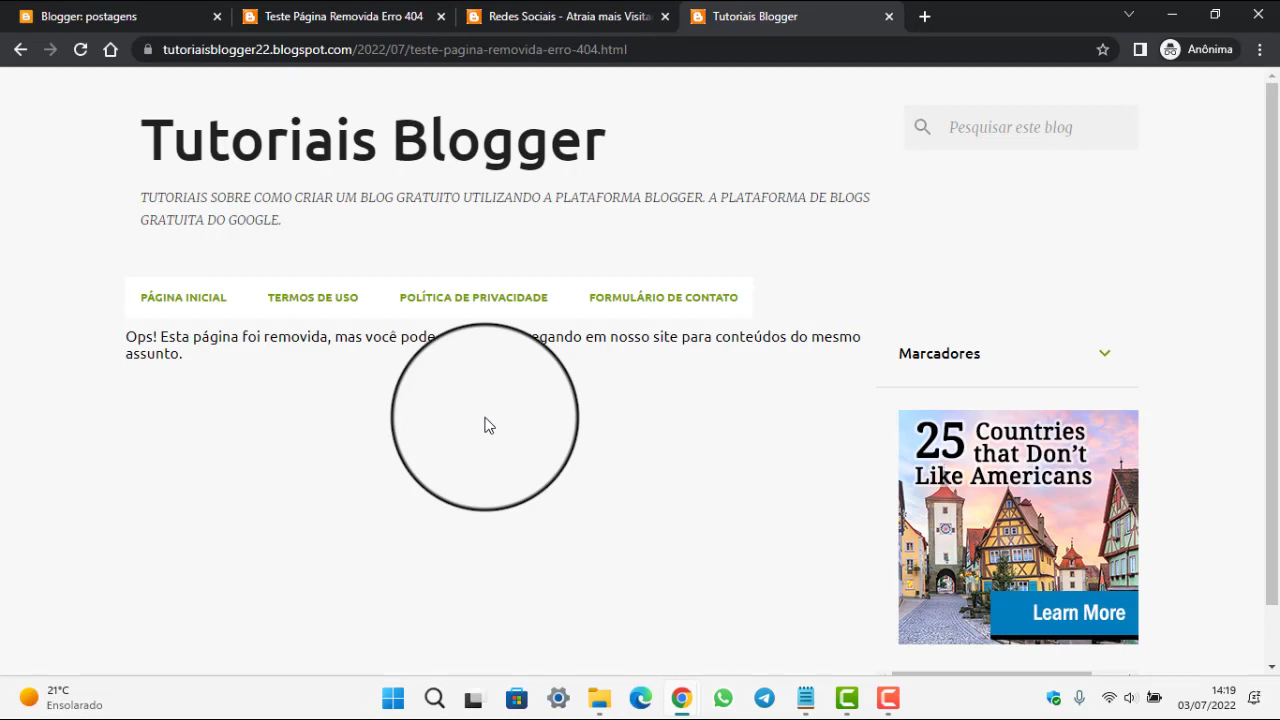 Blogger: postagens
Teste Página Removida Erro 404
Redes Sociais - Atraia mais Visita
Tutoriais Blogger
tutoriaisblogger22.blogspot.com/2022/07/teste-pagina-removida-erro-404.html
Anônima
Tutoriais Blogger
Pesquisar este blog
TUTORIAIS SOBRE COMO CRIAR UM BLOG GRATUITO UTILIZANDO A PLATAFORMA BLOGGER. A PLATAFORMA DE BLOGS
GRATUITA DO GOOGLE.
PÁGINA INICIAL TERMOS DE USO POLÍTICA DE PRIVACIDADE FORMULÁRIO DE CONTATO
Ops! Esta página foi removida, mas você pode em nosso site para conteúdos do mesmo
assunto.
Marcadores
25 Countries
that Don't
Like Americans
Learn More
21°C
Ensolarado
14:19
03/07/2022